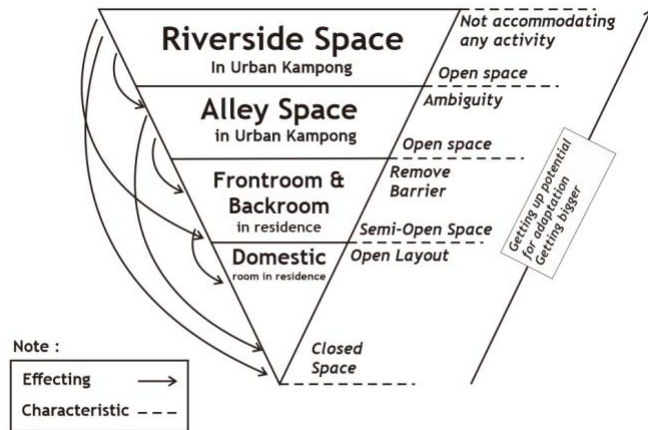 Riverside Space
In Urban Kampong
Not accommodating
any activity
Open space
Alley Space
in Urban Kampong
Ambiguity
Open space
Frontroom &
Backroom
in residence
Remove
Barrier
Semi-Open Space
Domestic
room in residence
Open Layout
Closed
Space
Getting up potential
for adaptation
Getting bigger
Note :
Effecting
Characteristic